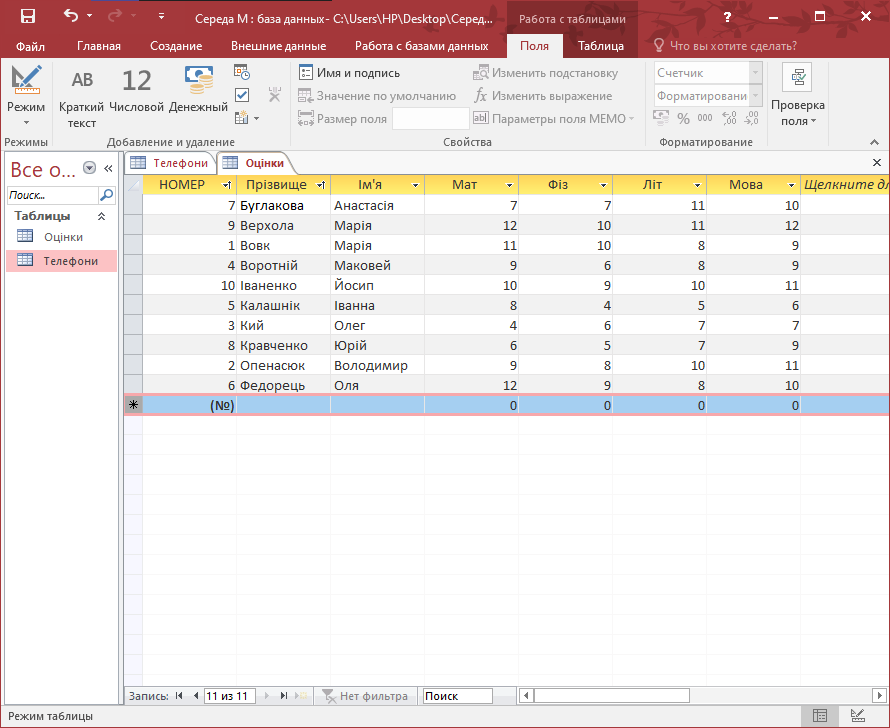 Середа М : база данных- C:\Users\HP\Desktop\Серед...
Работа с таблицами
?
Файл
Главная
Создание
Внешние данные
Работа с базами данных
Поля
Таблица
Что вы хотите сделать?
Режим
AB
Краткий
текст
12
Числовой
Денежный
Имя и подпись
Значение по умолчанию
Размер поля
Изменить подстановку
fx Изменить выражение
ab Параметры поля МЕМО
Счетчик
Форматировани
% 000
Проверка
поля
Режимы
Добавление и удаление
Свойства
Форматирование
Все о...
Поиск...
Таблицы
Оцінки
Телефони
Телефони
Оцінки
НОМЕР Прізвище Ім'я Мат Фіз Літ Мова Щелкните дл
7 Буглакова Анастасія 7 7 11 10
9 Верхола Марія 12 10 11 12
1 Вовк Марія 11 10 8 9
4 Воротній Маковей 9 6 8 9
10 Іваненко Йосип 10 9 10 11
5 Калашнік Іванна 8 4 5 6
3 Кий Олег 4 6 7 7
8 Кравченко Юрій 6 5 7 9
2 Опенасюк Володимир 9 8 10 11
6 Федорець Оля 12 9 8 10
(№) 0 0 0 0
Запись: 11 из 11 Нет фильтра Поиск
Режим таблицы